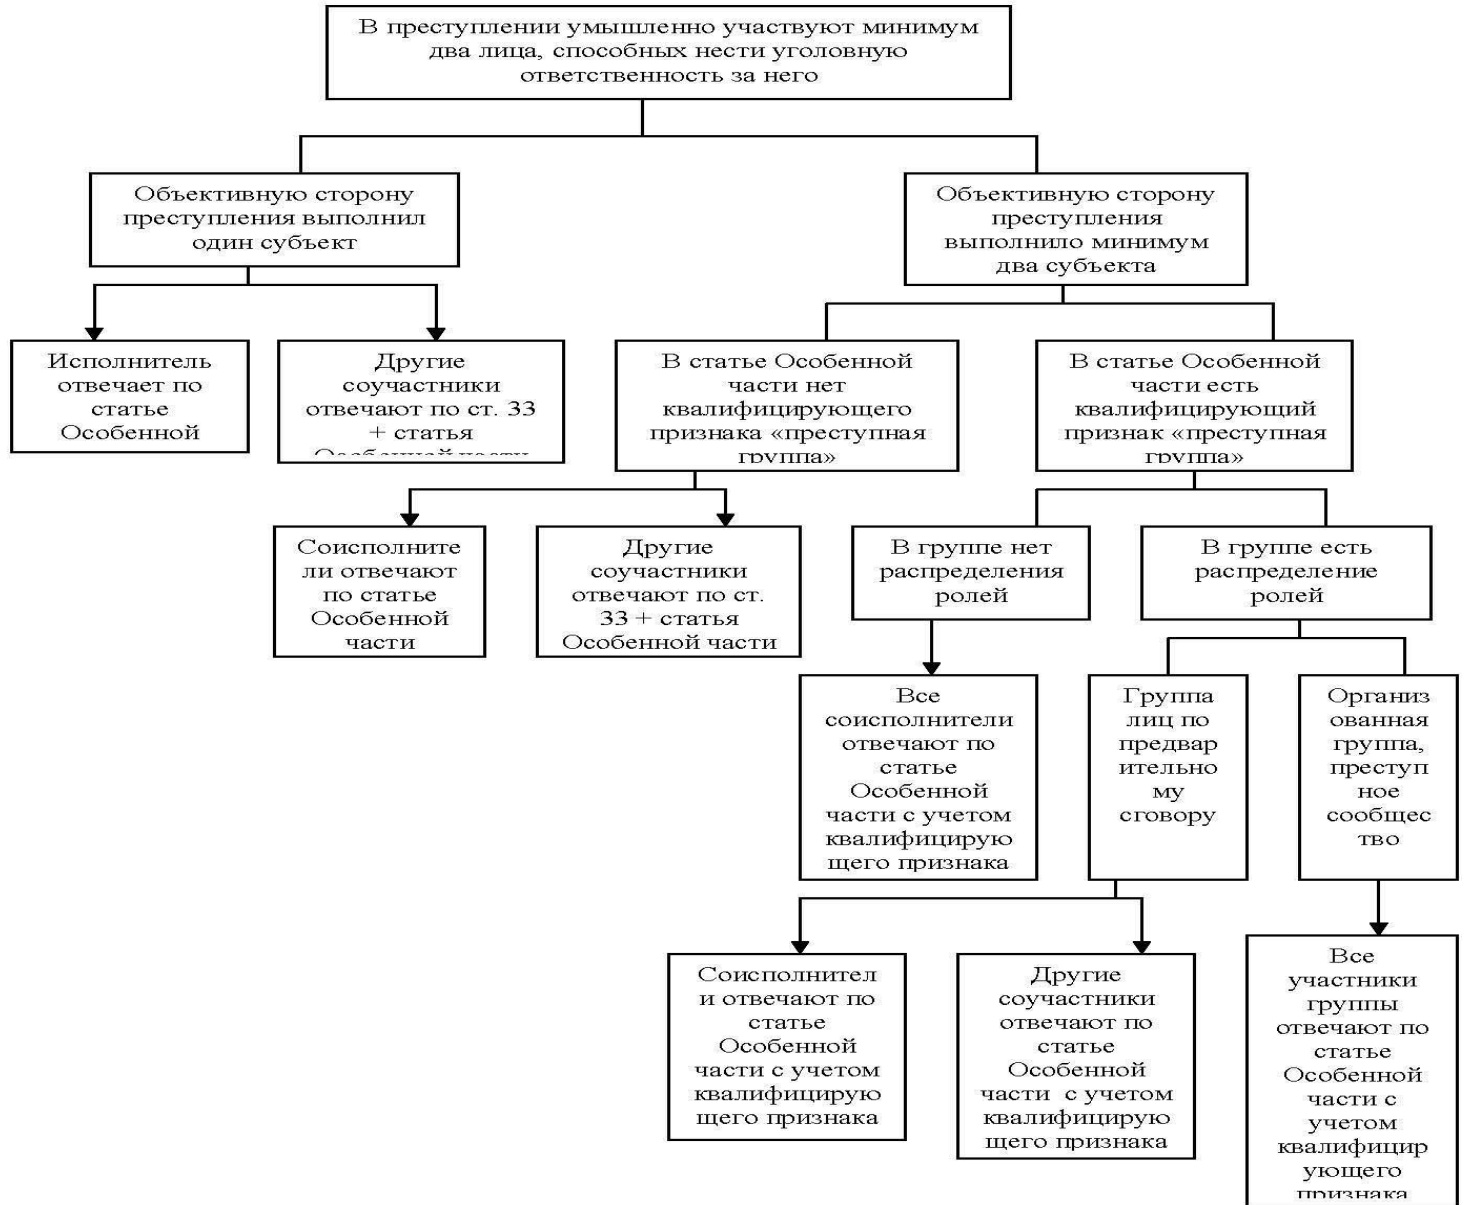 В преступлении умышленно участвуют минимум
два лица, способных нести уголовную
ответственность за него
Объективную сторону
преступления выполнил
один субъект
Объективную сторону
преступления
выполнило минимум
два субъекта
Исполнитель
отвечает по
статье
Особенной
Другие
соучастники
отвечают по ст. 33
+ статья
Особенной части
В статье Особенной
части нет
квалифицирующего
признака «преступная
группа»
В статье Особенной
части есть
квалифицирующий
признак «преступная
группа»
Соисполните
ли отвечают
по статье
Особенной
части
Другие
соучастники
отвечают по ст.
33 + статья
Особенной части
В группе нет
распределения
ролей
В группе есть
распределение
ролей
Все
соисполнители
отвечают по
статье
Особенной
части с учетом
квалифицирую
щего признака
Группа
лиц по
предвар
ительно
му
сговору
Организ
ованная
группа,
преступ
ное
сообщес
тво
Соисполнител
и отвечают по
статье
Особенной
части с учетом
квалифицирую
щего признака
Другие
соучастники
отвечают по
статье
Особенной
части с учетом
квалифицирую
щего признака
Все
участники
группы
отвечают по
статье
Особенной
части с
учетом
квалифицир
ующего
признака